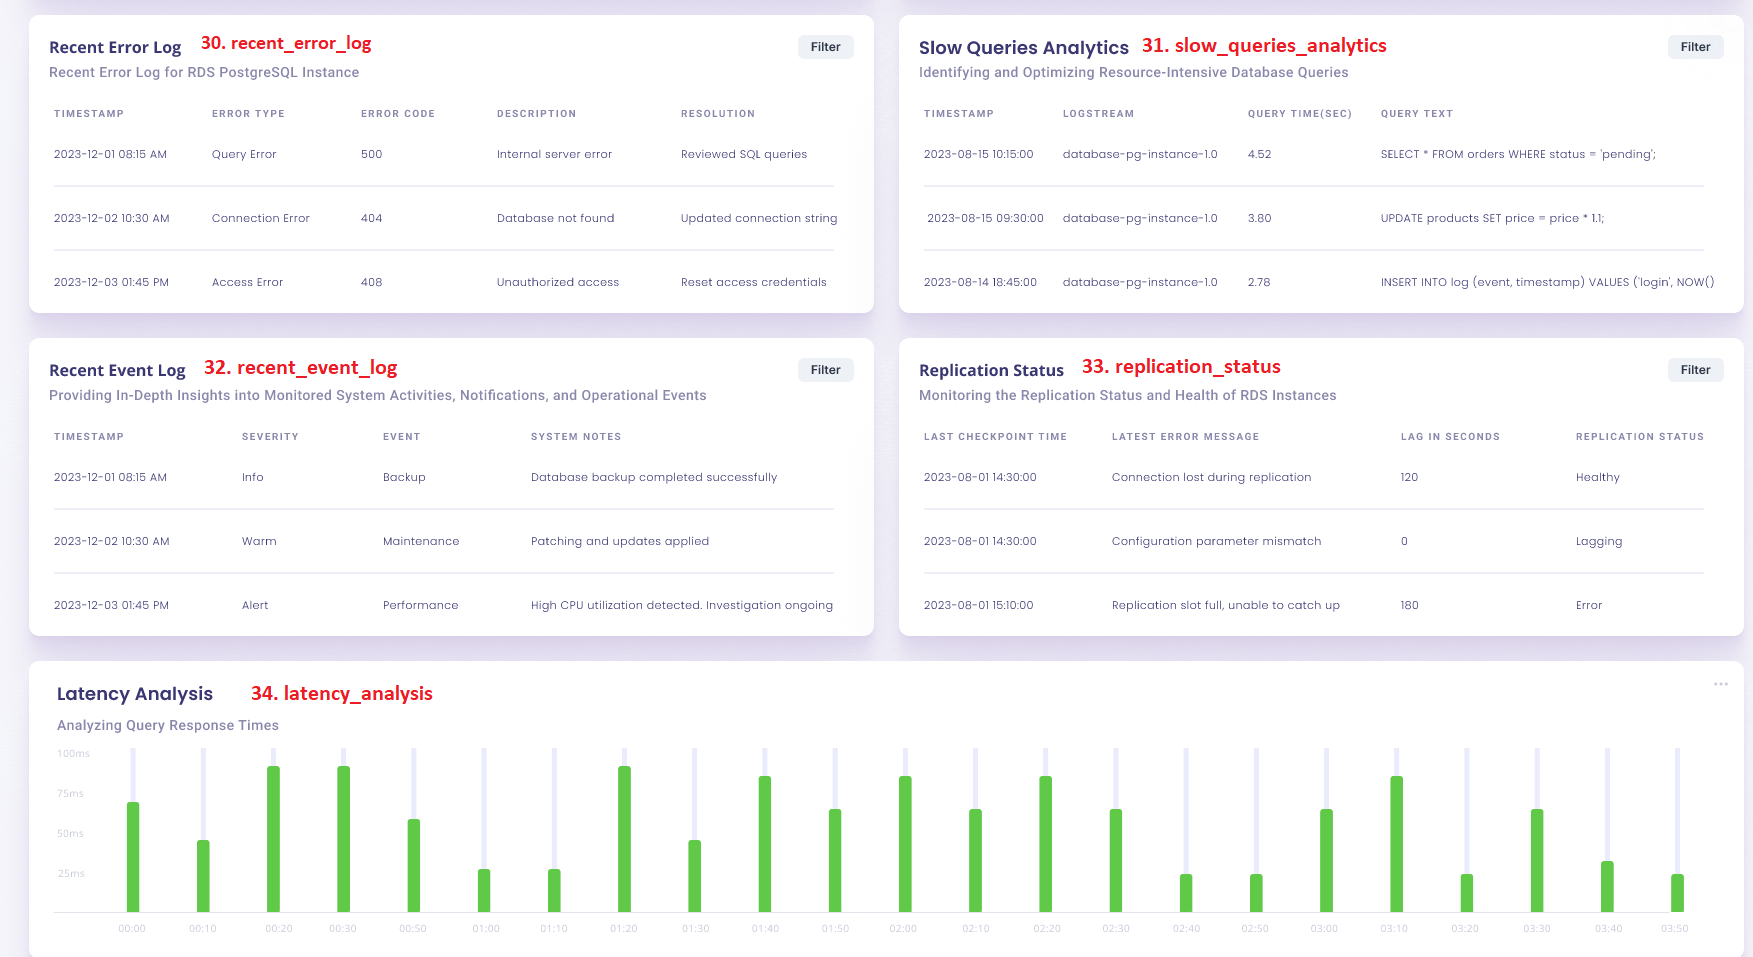 Recent Error Log 30. recent_error_log Filter
Recent Error Log for RDS PostgreSQL Instance
TIMESTAMP ERROR TYPE ERROR CODE DESCRIPTION RESOLUTION
2023-12-01 08:15 AM Query Error 500 Internal server error Reviewed SQL queries
2023-12-02 10:30 AM Connection Error 404 Database not found Updated connection string
2023-12-03 01:45 PM Access Error 408 Unauthorized access Reset access credentials
Slow Queries Analytics 31. slow_queries_analytics Filter
Identifying and Optimizing Resource-Intensive Database Queries
TIMESTAMP LOGSTREAM QUERY TIME(SEC) QUERY TEXT
2023-08-15 10:15:00 database-pg-instance-1.0 4.52 SELECT * FROM orders WHERE status = 'pending';
2023-08-15 09:30:00 database-pg-instance-1.0 3.80 UPDATE products SET price = price * 1.1;
2023-08-14 18:45:00 database-pg-instance-1.0 2.78 INSERT INTO log (event, timestamp) VALUES ('login', NOW()
Recent Event Log 32. recent_event_log Filter
Providing In-Depth Insights into Monitored System Activities, Notifications, and Operational Events
TIMESTAMP SEVERITY EVENT SYSTEM NOTES
2023-12-01 08:15 AM Info Backup Database backup completed successfully
2023-12-02 10:30 AM Warm Maintenance Patching and updates applied
2023-12-03 01:45 PM Alert Performance High CPU utilization detected. Investigation ongoing
Replication Status 33. replication_status Filter
Monitoring the Replication Status and Health of RDS Instances
LAST CHECKPOINT TIME LATEST ERROR MESSAGE LAG IN SECONDS REPLICATION STATUS
2023-08-01 14:30:00 Connection lost during replication 120 Healthy
2023-08-01 14:30:00 Configuration parameter mismatch 0 Lagging
2023-08-01 15:10:00 Replication slot full, unable to catch up 180 Error
Latency Analysis 34. latency_analysis
Analyzing Query Response Times
100ms
75ms
50ms
25ms
00:00 00:10 00:20 00:30 00:50 01:00 01:10 01:20 01:30 01:40 01:50 02:00 02:10 02:20 02:30 02:40 02:50 03:00 03:10 03:20 03:30 03:40 03:50